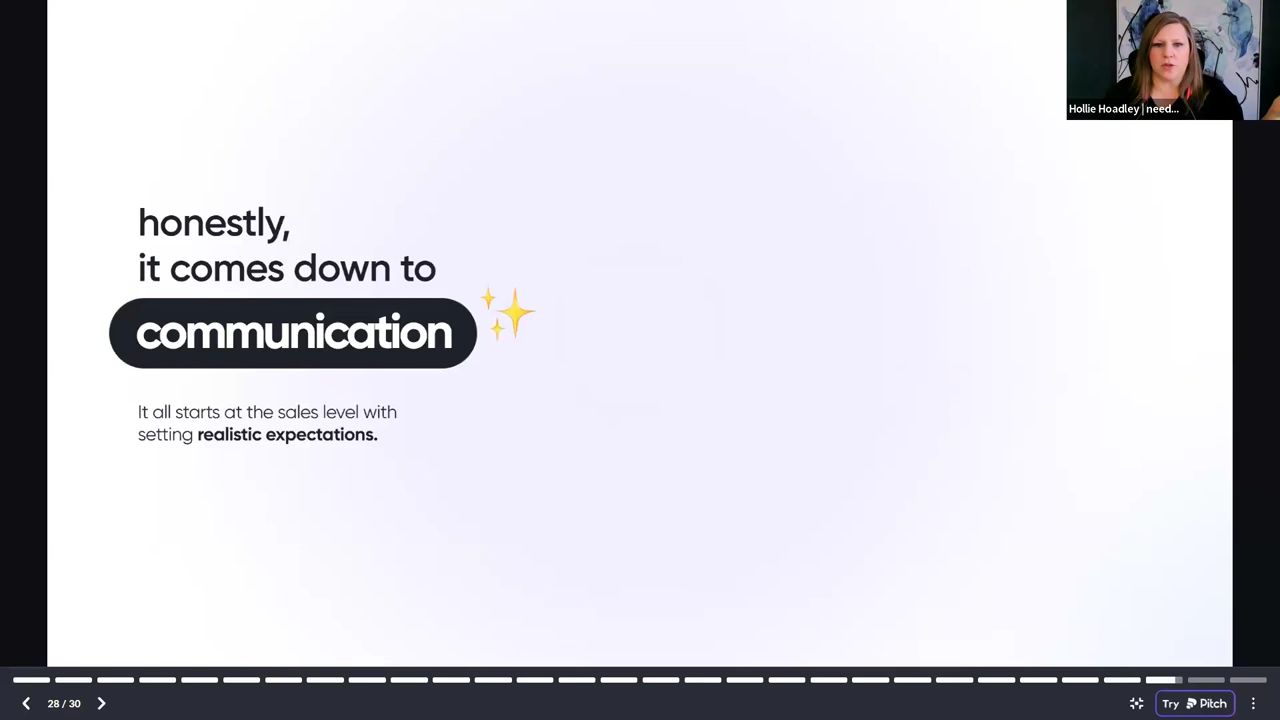 Hollie Hoadley | need...
honestly,
it comes down to
communication
It all starts at the sales level with
setting realistic expectations.
28 / 30
Try Pitch